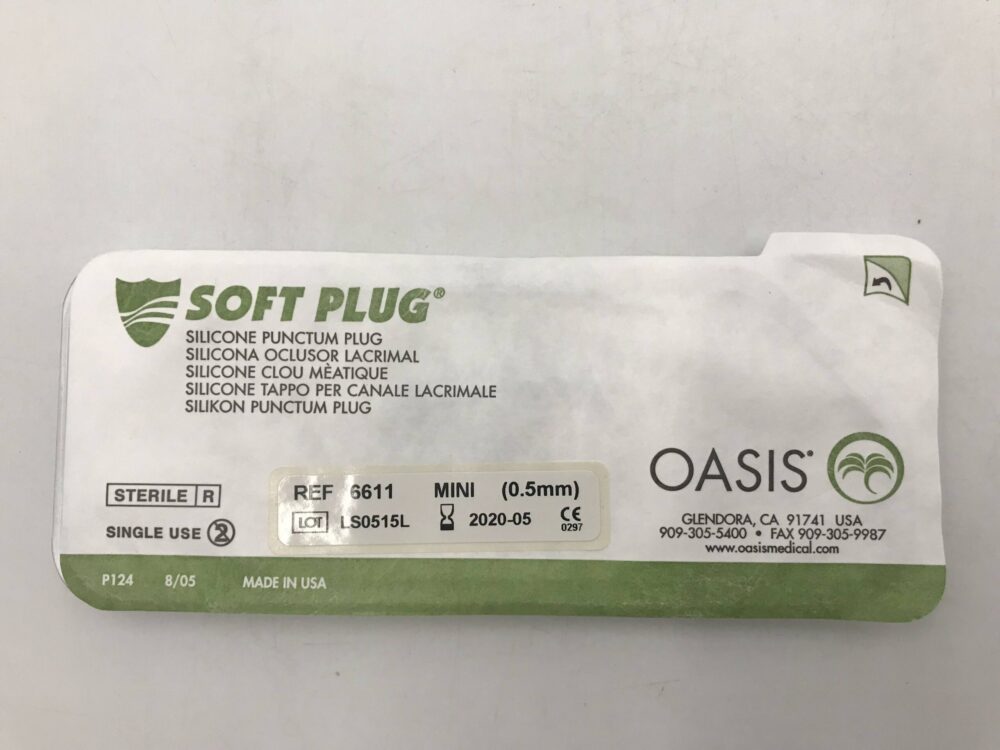 SOFT PLUG®
SILICONE PUNCTUM PLUG
SILICONA OCLUSOR LACRIMAL
SILICONE CLOU MÈATIQUE
SILICONE TAPPO PER CANALE LACRIMALE
SILIKON PUNCTUM PLUG
OASIS®
GLENDORA, CA 91741 USA
909-305-5400 • FAX 909-305-9987
www.oasismedical.com
STERILE R
SINGLE USE 2
REF 6611 MINI (0.5mm)
LOT LS0515L 2020-05 CE 0297
P124 8/05 MADE IN USA